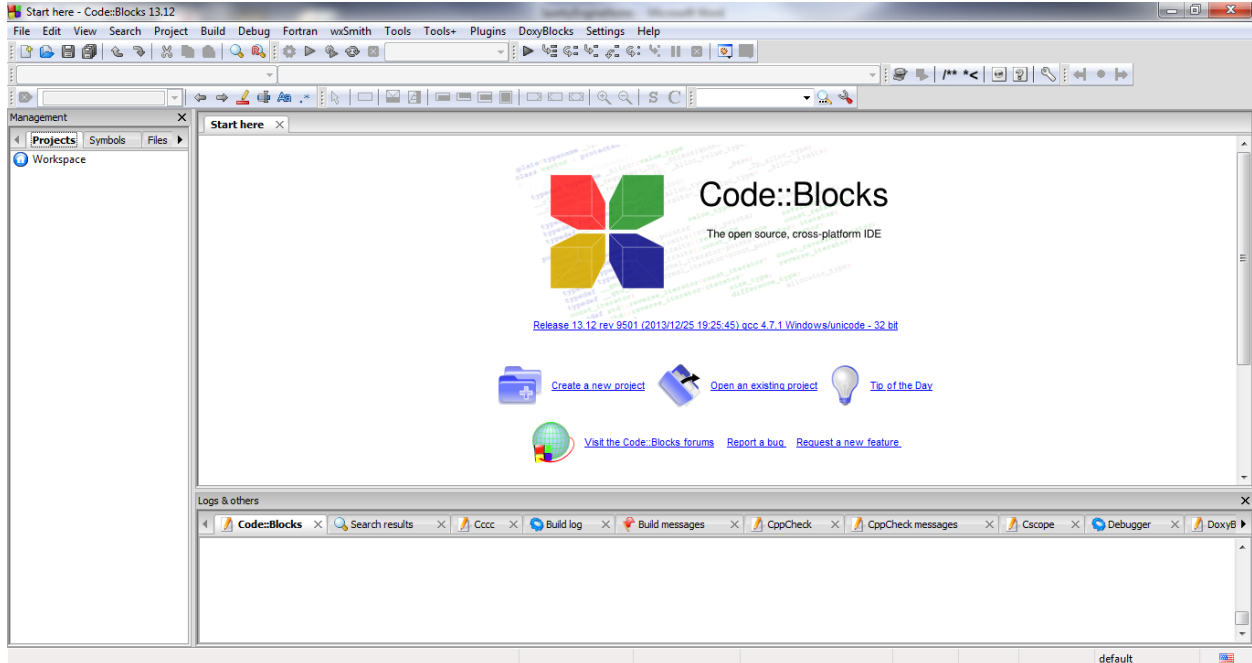 Start here - Code::Blocks 13.12
File Edit View Search Project Build Debug Fortran wxSmith Tools Tools+ Plugins DoxyBlocks Settings Help
/** *<
S C
Management
Projects Symbols Files
Workspace
Start here
Code::Blocks
The open source, cross-platform IDE
Release 13.12 rev 9501 (2013/12/25 19:25:45) gcc 4.7.1 Windows/unicode - 32 bit
Create a new project Open an existing project Tip of the Day
Visit the Code::Blocks forums Report a bug Request a new feature
Logs & others
Code::Blocks Search results Cccc Build log Build messages CppCheck CppCheck messages Cscope Debugger DoxyB
default